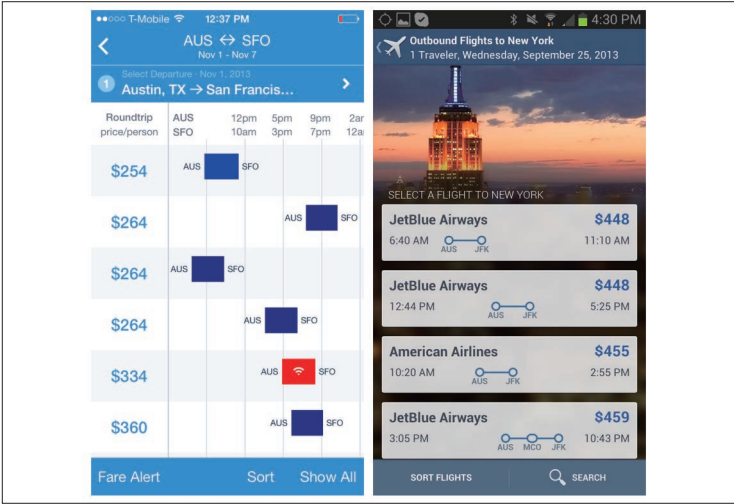 T-Mobile 12:37 PM
AUS ↔ SFO
Nov 1 - Nov 7
1 Select Departure - Nov 1, 2013
Austin, TX → San Francis...
Roundtrip
price/person
AUS 12pm 5pm 9pm 2am
SFO 10am 3pm 7pm 12am
$254 AUS SFO
$264 AUS SFO
$264 AUS SFO
$264 AUS SFO
$334 AUS SFO
$360 AUS SFO
Fare Alert Sort Show All
4:30 PM
Outbound Flights to New York
1 Traveler, Wednesday, September 25, 2013
SELECT A FLIGHT TO NEW YORK
JetBlue Airways $448
6:40 AM 11:10 AM
AUS JFK
JetBlue Airways $448
12:44 PM 5:25 PM
AUS JFK
American Airlines $455
10:20 AM 2:55 PM
AUS JFK
JetBlue Airways $459
3:05 PM 10:43 PM
AUS MCO JFK
SORT FLIGHTS SEARCH